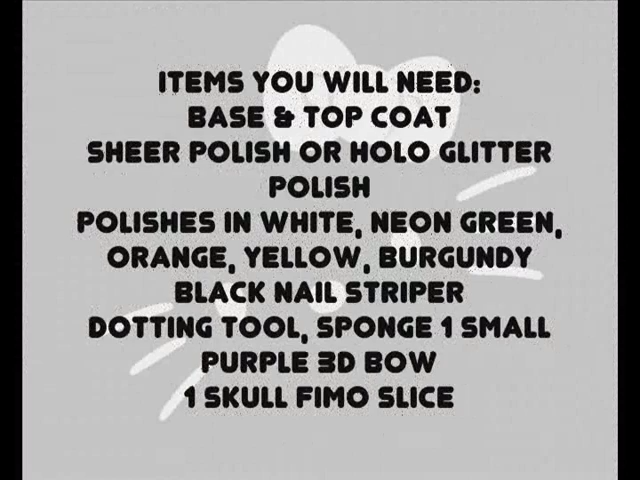 ITEMS YOU WILL NEED:
BASE & TOP COAT
SHEER POLISH OR HOLO GLITTER
POLISH
POLISHES IN WHITE, NEON GREEN,
ORANGE, YELLOW, BURGUNDY
BLACK NAIL STRIPER
DOTTING TOOL, SPONGE 1 SMALL
PURPLE 3D BOW
1 SKULL FIMO SLICE